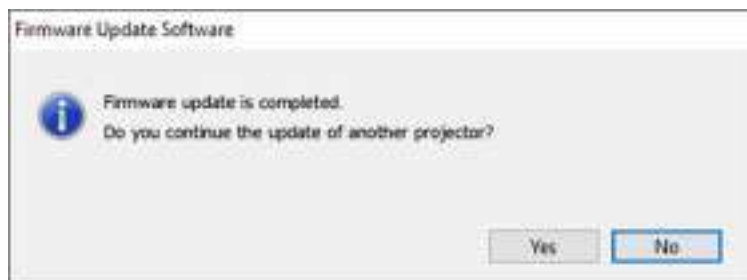 Firmware Update Software
Firmware update is completed.
Do you continue the update of another projector?
Yes No